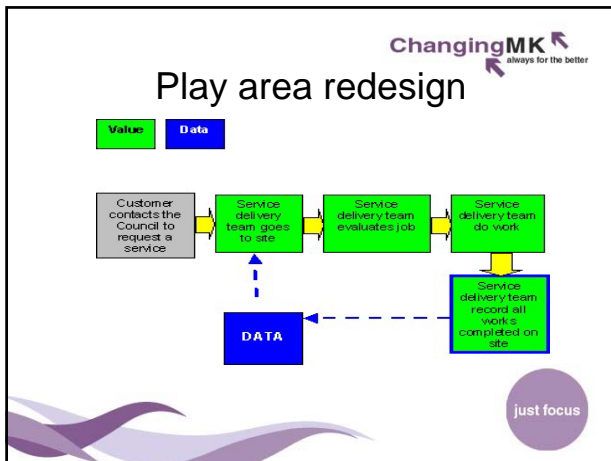 ChangingMK
always for the better
Play area redesign
Value
Data
Customer
contacts the
Council to
request a
service
Service
delivery
team goes
to site
Service
delivery team
evaluates job
Service
delivery team
do work
Service
delivery team
record all
works
completed on
site
DATA
just focus